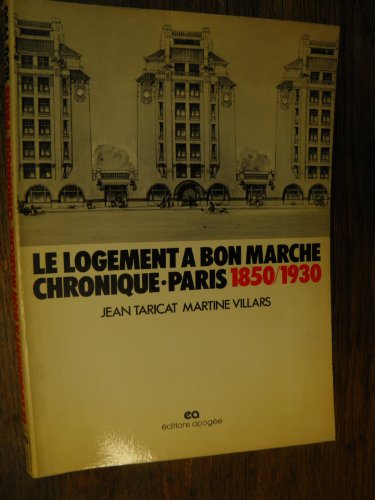 LE LOGEMENT A BON MARCHE
CHRONIQUE·PARIS 1850/1930
JEAN TARICAT MARTINE VILLARS
ea
éditions apogée